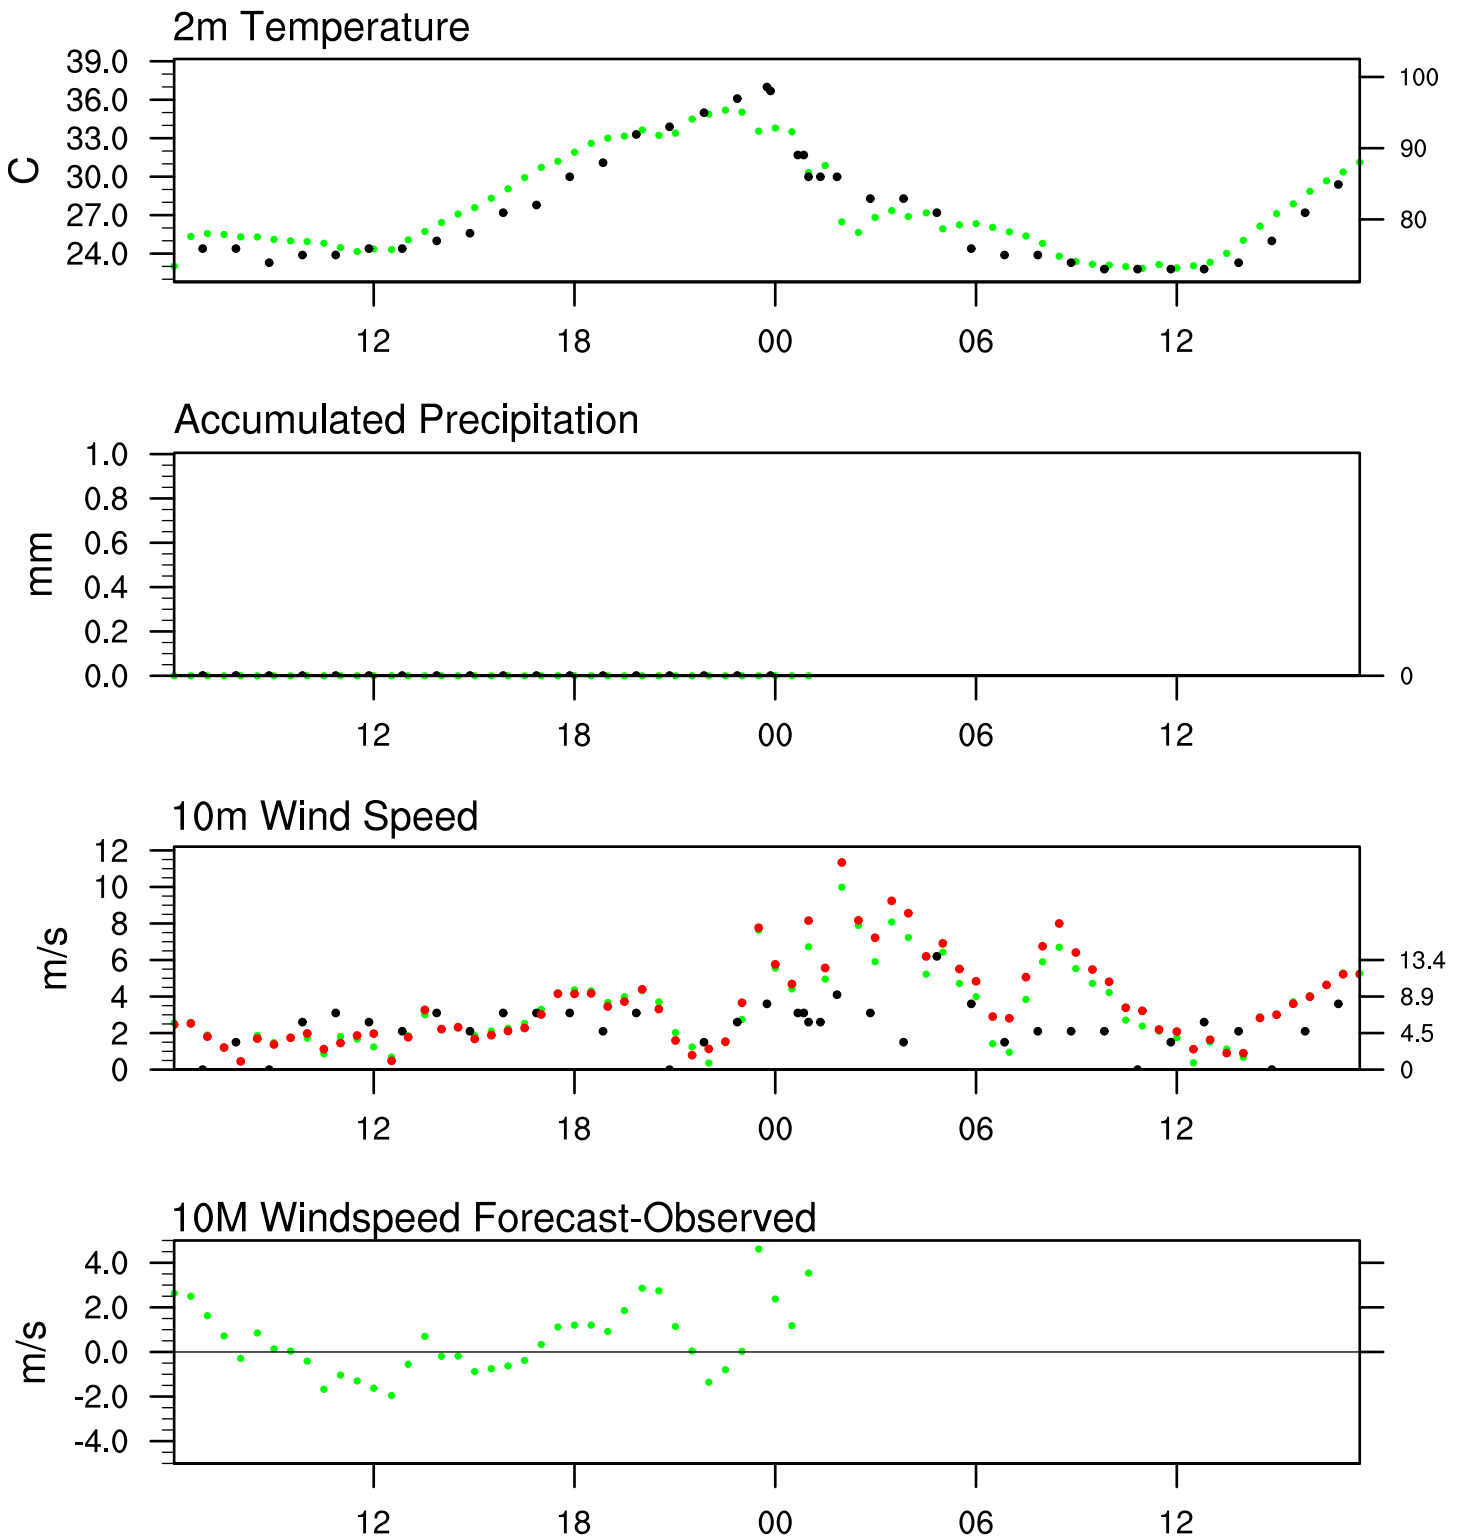 2m Temperature
39.0
36.0
33.0
30.0
27.0
24.0
C
100
90
80
12 18 00 06 12
Accumulated Precipitation
1.0
0.8
0.6
0.4
0.2
0.0
mm
0
12 18 00 06 12
10m Wind Speed
12
10
8
6
4
2
0
m/s
13.4
8.9
4.5
0
12 18 00 06 12
10M Windspeed Forecast-Observed
4.0
2.0
0.0
-2.0
-4.0
m/s
12 18 00 06 12